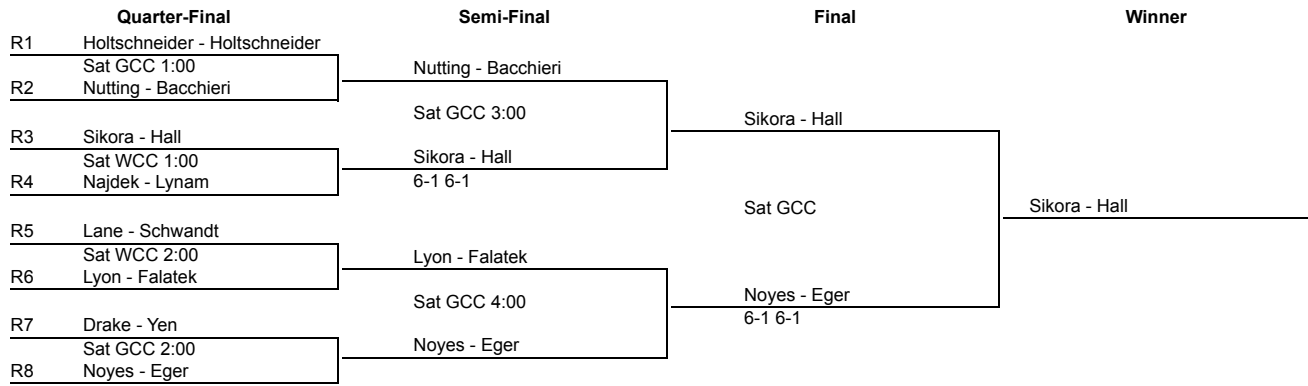 Quarter-Final Semi-Final Final Winner
R1 Holtschneider - Holtschneider
Sat GCC 1:00
R2 Nutting - Bacchieri
Nutting - Bacchieri
Sat GCC 3:00
R3 Sikora - Hall
Sat WCC 1:00
R4 Najdek - Lynam
Sikora - Hall
6-1 6-1
Sikora - Hall
Sat GCC
Sikora - Hall
R5 Lane - Schwandt
Sat WCC 2:00
R6 Lyon - Falatek
Lyon - Falatek
Sat GCC 4:00
Noyes - Eger
6-1 6-1
R7 Drake - Yen
Sat GCC 2:00
R8 Noyes - Eger
Noyes - Eger